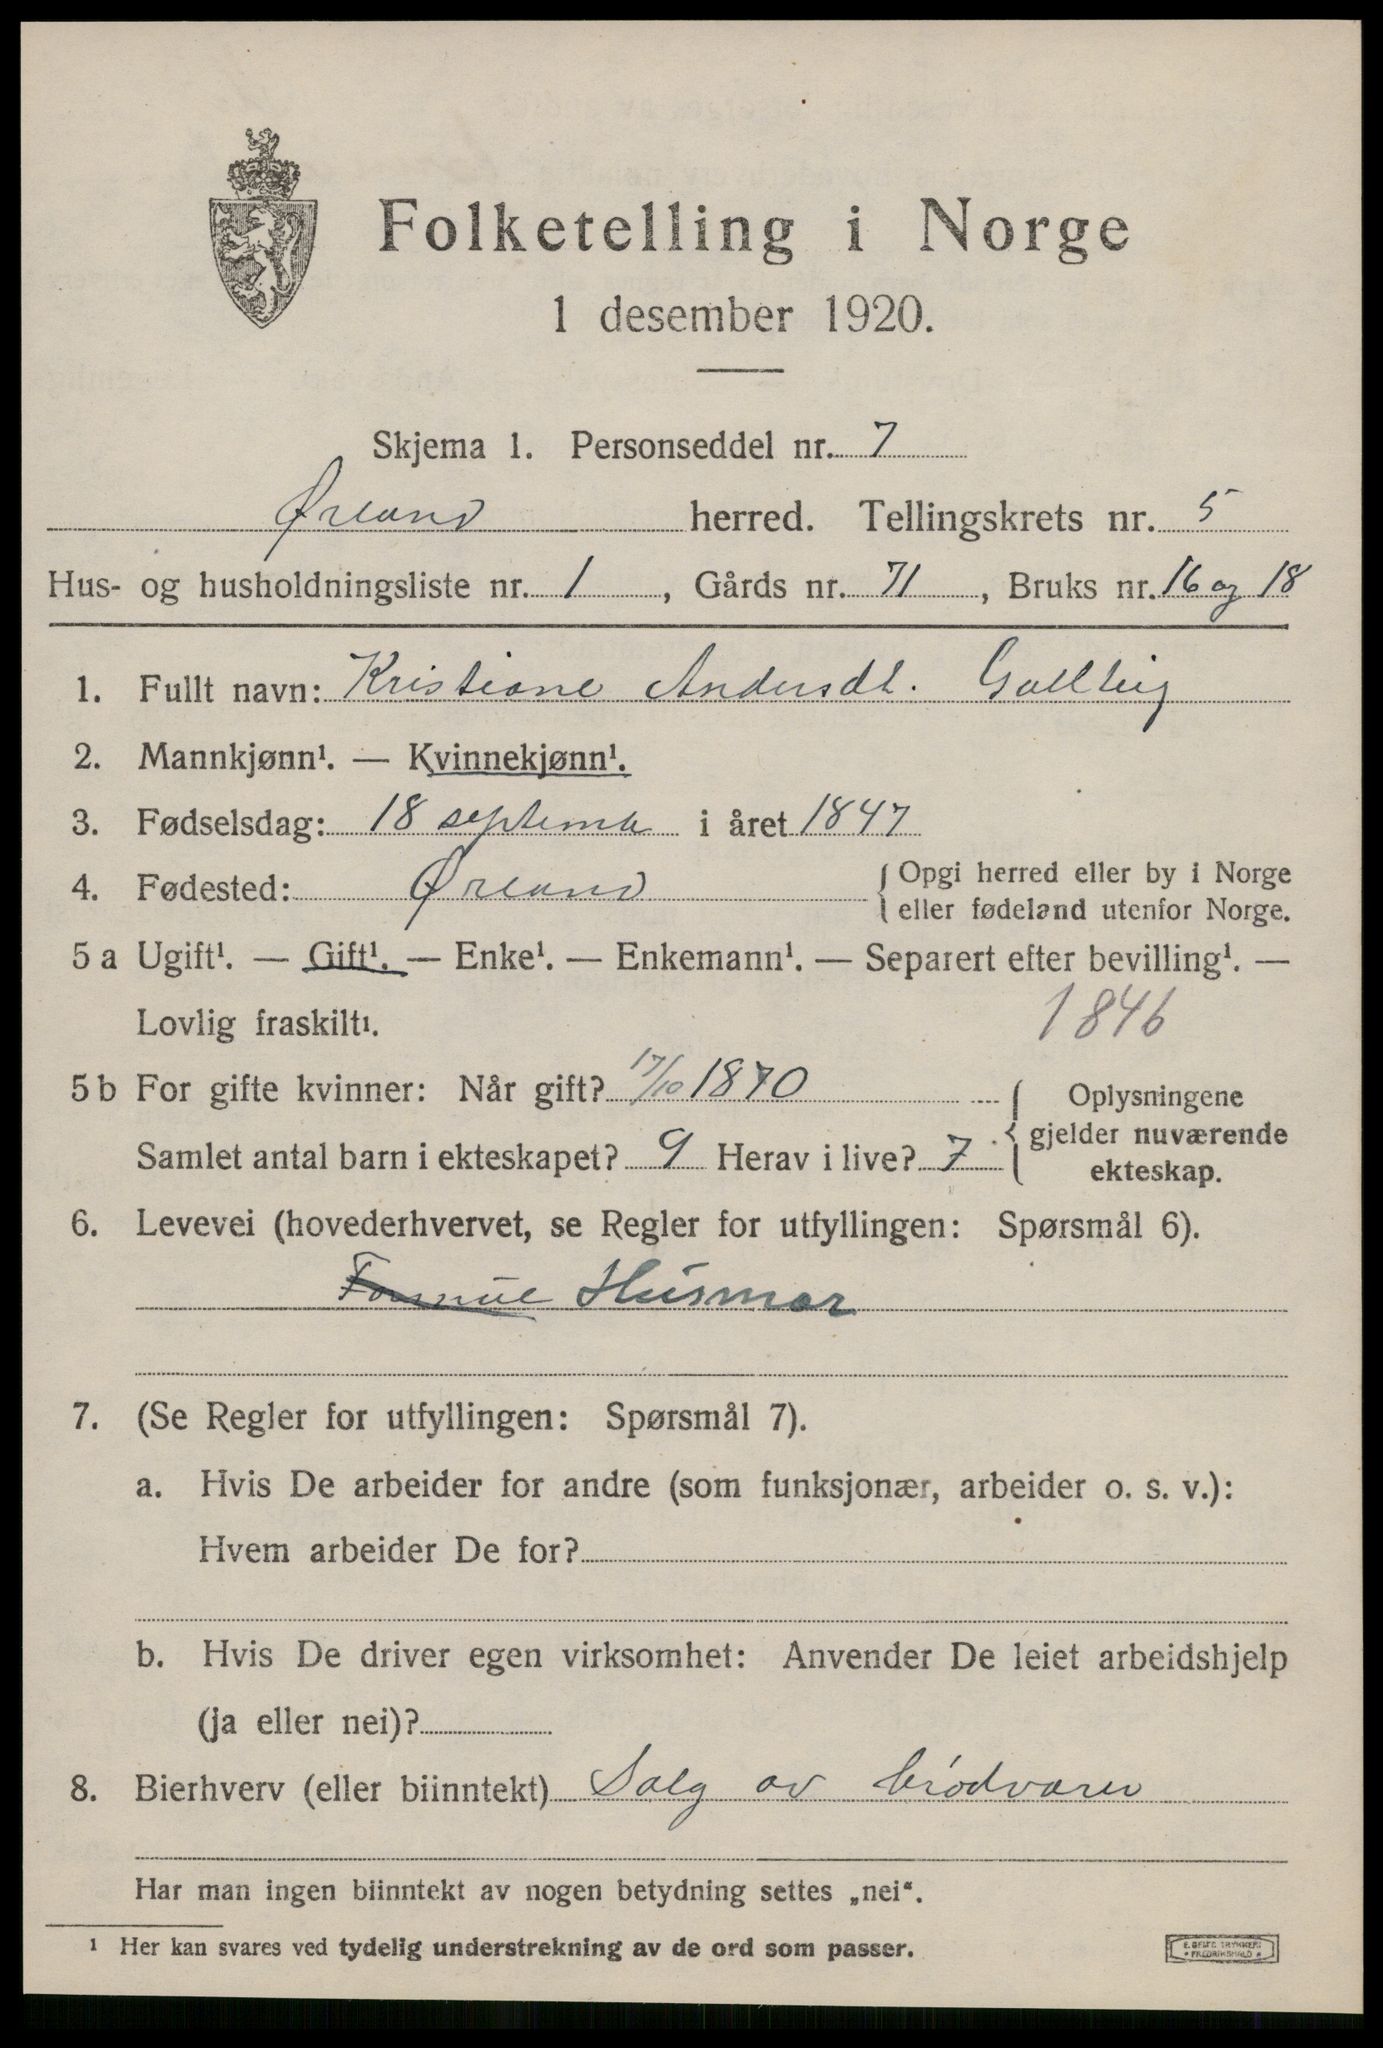 Folketelling i Norge
1 desember 1920.
Skjema 1. Personseddel nr. 7
Ørland herred. Tellingskrets nr. 5
Hus- og husholdningsliste nr. 1, Gårds nr. 71, Bruks nr. 16 og 18
1. Fullt navn: Kristiane Andersdt.
2. Mannkjønn¹. — Kvinnekjønn¹.
3. Fødselsdag: 18 september i året 1847
4. Fødested: Ørland { Opgi herred eller by i Norge
eller fødeland utenfor Norge.
5 a Ugift¹. — Gift¹. — Enke¹. — Enkemann¹. — Separert efter bevilling¹. —
Lovlig fraskilt¹. 1846
5 b For gifte kvinner: Når gift? 17/10 1870 { Oplysningene
gjelder nuværende
Samlet antal barn i ekteskapet? 9 Herav i live? 7
ekteskap.
6. Levevei (hovederhvervet, se Regler for utfyllingen: Spørsmål 6).
Formue Husmor
7. (Se Regler for utfyllingen: Spørsmål 7).
a. Hvis De arbeider for andre (som funksjonær, arbeider o. s. v.):
Hvem arbeider De for?
b. Hvis De driver egen virksomhet: Anvender De leiet arbeidshjelp
(ja eller nei)?
8. Bierhverv (eller biinntekt) Salg av brødvarer
Har man ingen biinntekt av nogen betydning settes „nei“.
¹ Her kan svares ved tydelig understrekning av de ord som passer.